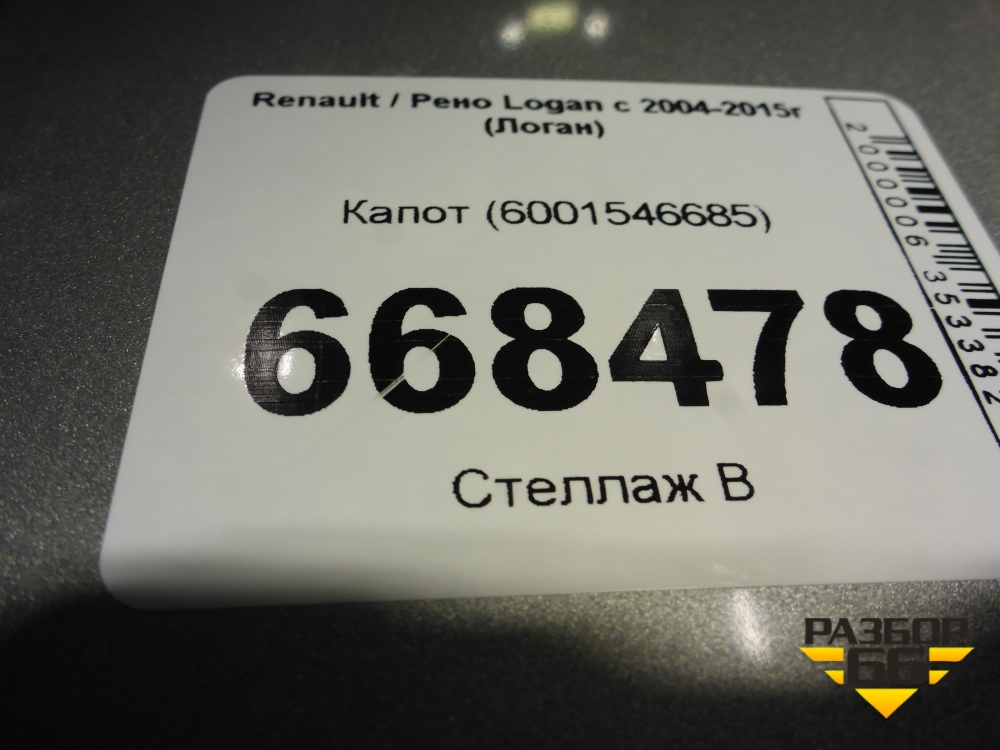 Renault / Рено Logan с 2004-2015г
(Логан)
Капот (6001546685)
668478
Стеллаж В
2000006353382
РАЗБОР
66